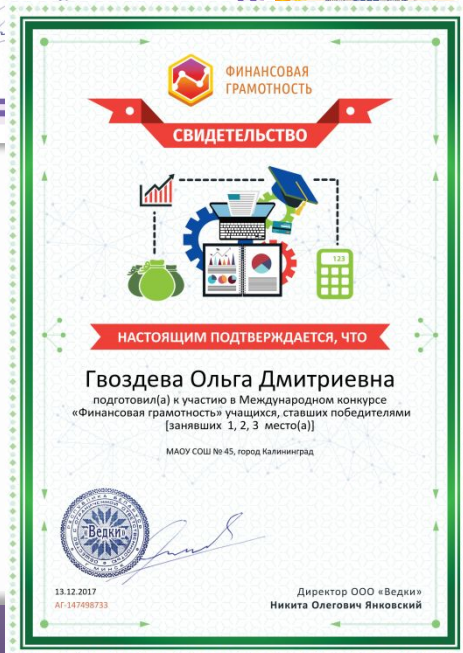 ФИНАНСОВАЯ
ГРАМОТНОСТЬ
СВИДЕТЕЛЬСТВО
123
НАСТОЯЩИМ ПОДТВЕРЖДАЕТСЯ, ЧТО
Гвоздева Ольга Дмитриевна
подготовил(а) к участию в Международном конкурсе
«Финансовая грамотность» учащихся, ставших победителями
[занявших 1, 2, 3 место(а)]
МАОУ СОШ № 45, город Калининград
«Ведки»
13.12.2017
АГ-147498733
Директор ООО «Ведки»
Никита Олегович Янковский